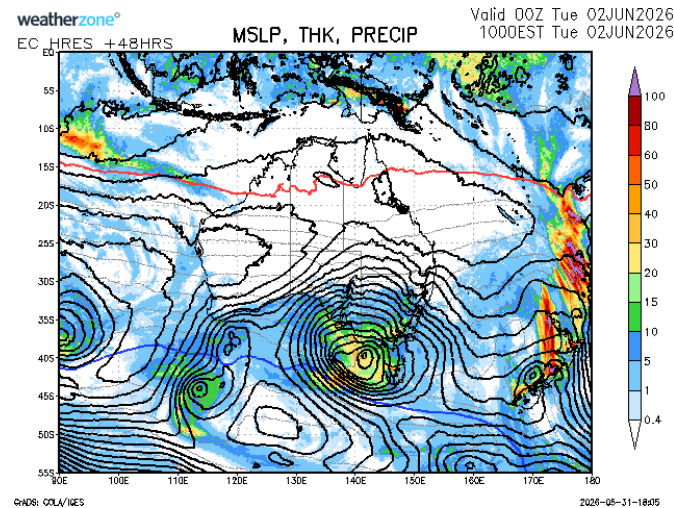 weatherzone°
Valid 00Z Tue 02JUN2026
EC HRES +48HRS
MSLP, THK, PRECIP
1000EST Tue 02JUN2026
EQ
5S
10S
15S
20S
25S
30S
35S
40S
45S
50S
55S
90E
100E
110E
120E
130E
140E
150E
160E
170E
180
100
80
60
50
40
30
20
15
10
5
1
0.4
GrADS: COLA/IGES
2026-05-31-18:05